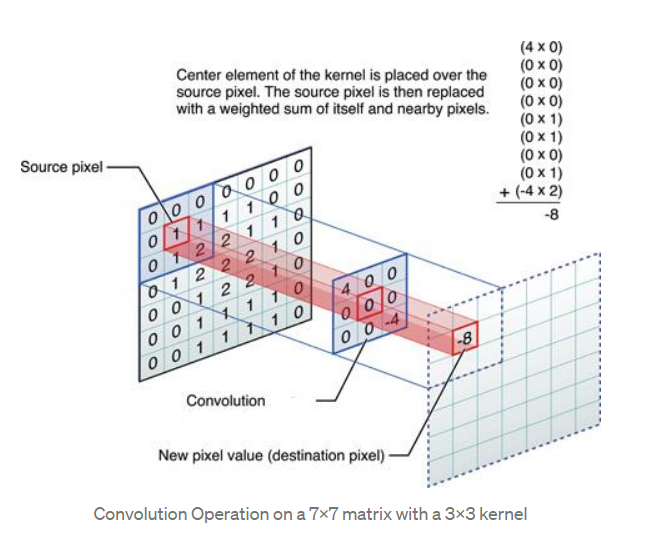 Center element of the kernel is placed over the
source pixel. The source pixel is then replaced
with a weighted sum of itself and nearby pixels.
(4 x 0)
(0 x 0)
(0 x 0)
(0 x 0)
(0 x 1)
(0 x 1)
(0 x 0)
(0 x 1)
+ (-4 x 2)
-8
Source pixel
0 0 0 0 0 0 0
0 1 1 1 1 0 0
0 1 2 2 1 1 0
0 1 2 2 2 1 0
0 0 1 2 2 1 0
0 0 1 1 1 1 0
0 0 1 1 1 1 0
4 0 0
0 0 0
0 0 -4
-8
Convolution
New pixel value (destination pixel)
Convolution Operation on a 7×7 matrix with a 3×3 kernel